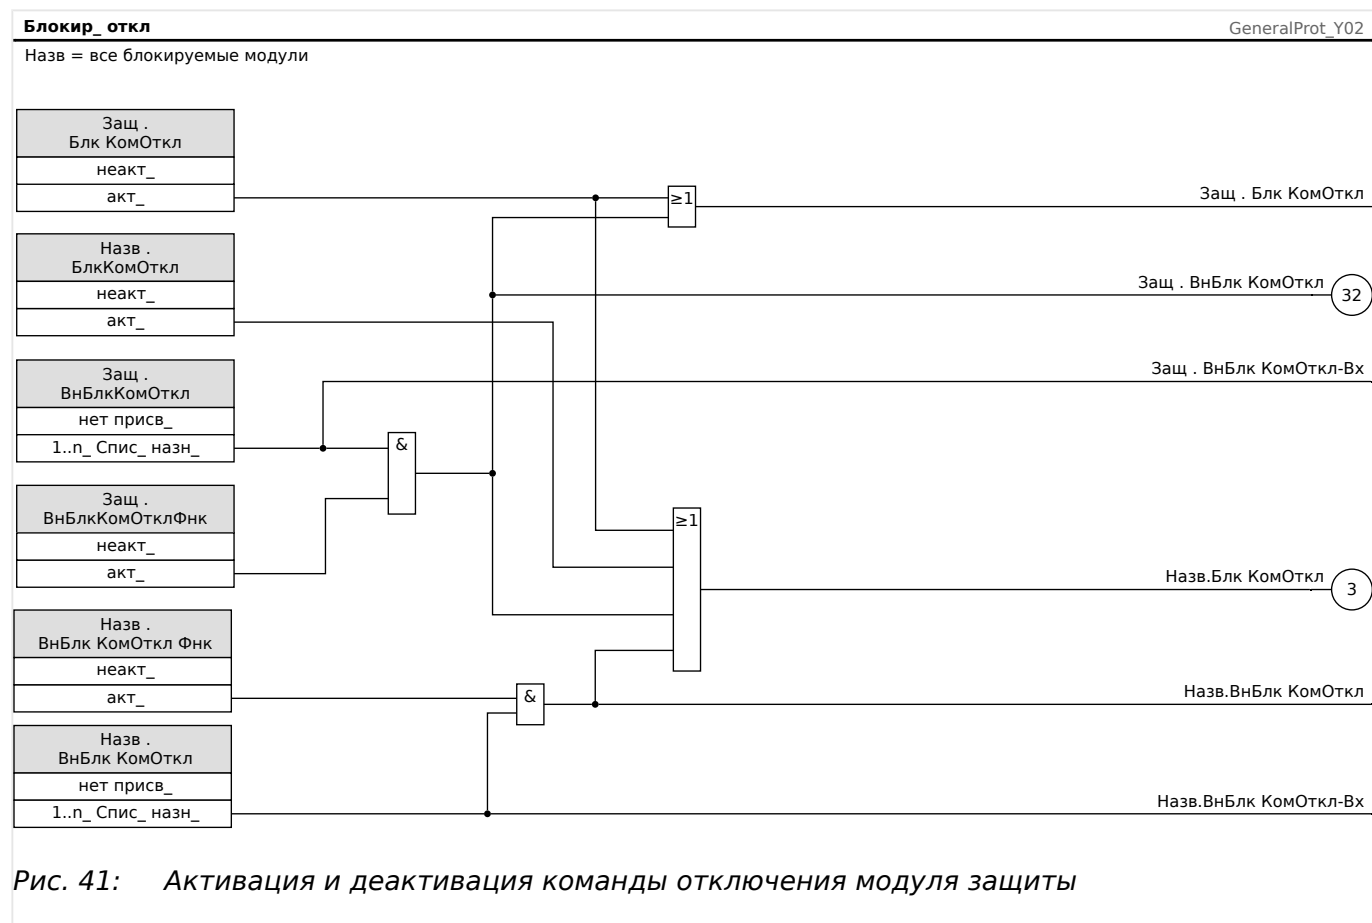 Блокир_ откл
GeneralProt_Y02
Назв = все блокируемые модули
Защ .
Блк КомОткл
неакт_
акт_
≥1
Защ . Блк КомОткл
Назв .
БлкКомОткл
неакт_
акт_
Защ . ВнБлк КомОткл
32
Защ .
ВнБлкКомОткл
нет присв_
1..n_ Спис_ назн_
&
Защ . ВнБлк КомОткл-Вх
Защ .
ВнБлкКомОтклФнк
неакт_
акт_
≥1
Назв.Блк КомОткл
3
Назв .
ВнБлк КомОткл Фнк
неакт_
акт_
&
Назв.ВнБлк КомОткл
Назв .
ВнБлк КомОткл
нет присв_
1..n_ Спис_ назн_
Назв.ВнБлк КомОткл-Вх
Рис. 41: Активация и деактивация команды отключения модуля защиты